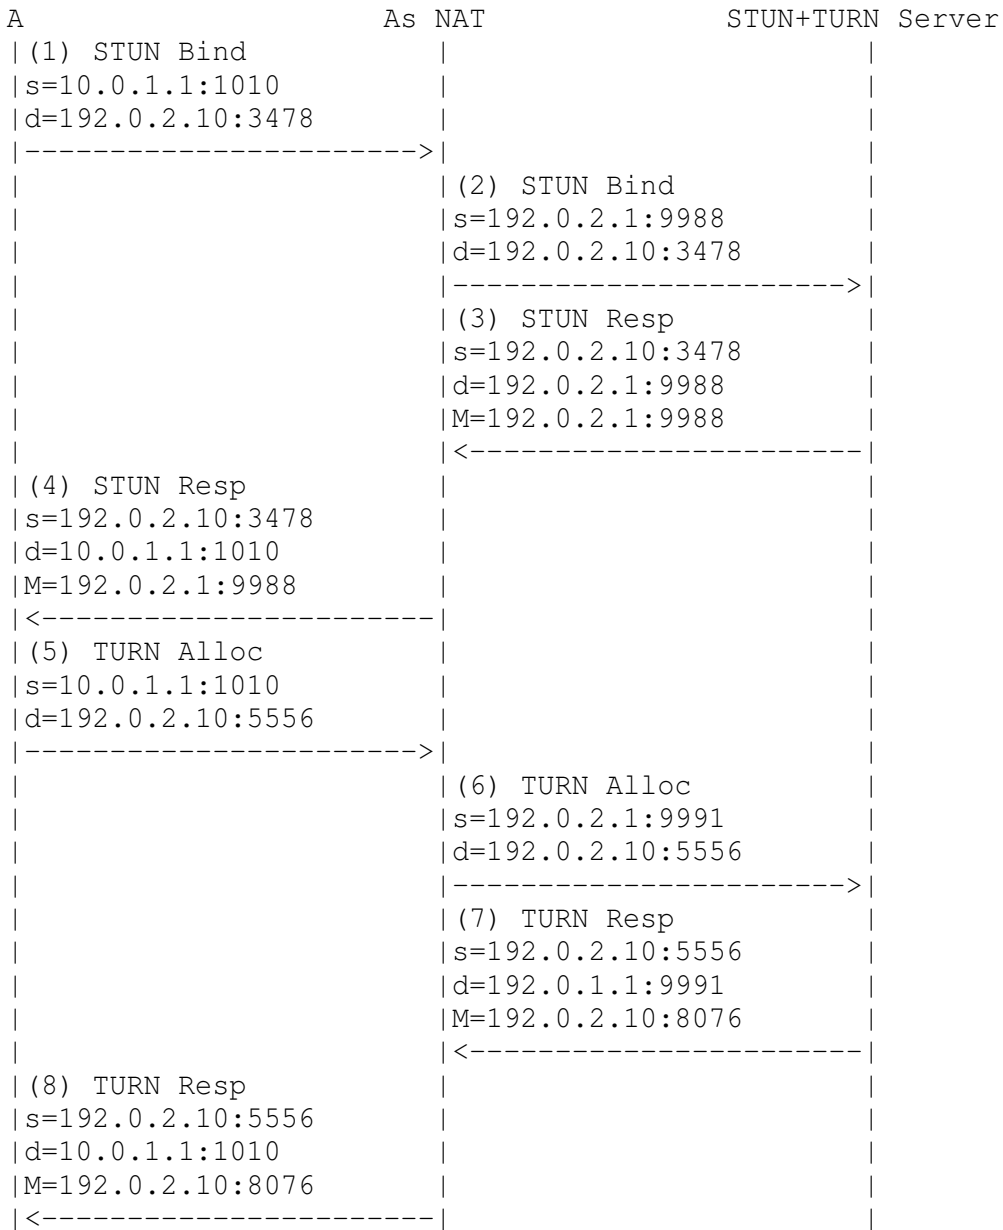 A                     As NAT              STUN+TURN Server
|(1) STUN Bind           |                        |
|s=10.0.1.1:1010         |                        |
|d=192.0.2.10:3478       |                        |
|----------------------->|                        |
|                        |(2) STUN Bind           |
|                        |s=192.0.2.1:9988        |
|                        |d=192.0.2.10:3478       |
|                        |----------------------->|
|                        |(3) STUN Resp           |
|                        |s=192.0.2.10:3478       |
|                        |d=192.0.2.1:9988        |
|                        |M=192.0.2.1:9988        |
|                        |<-----------------------|
|(4) STUN Resp           |                        |
|s=192.0.2.10:3478       |                        |
|d=10.0.1.1:1010         |                        |
|M=192.0.2.1:9988        |                        |
|<-----------------------|                        |
|(5) TURN Alloc          |                        |
|s=10.0.1.1:1010         |                        |
|d=192.0.2.10:5556       |                        |
|----------------------->|                        |
|                        |(6) TURN Alloc          |
|                        |s=192.0.2.1:9991        |
|                        |d=192.0.2.10:5556       |
|                        |----------------------->|
|                        |(7) TURN Resp           |
|                        |s=192.0.2.10:5556       |
|                        |d=192.0.1.1:9991        |
|                        |M=192.0.2.10:8076       |
|                        |<-----------------------|
|(8) TURN Resp           |                        |
|s=192.0.2.10:5556       |                        |
|d=10.0.1.1:1010         |                        |
|M=192.0.2.10:8076       |                        |
|<-----------------------|                        |